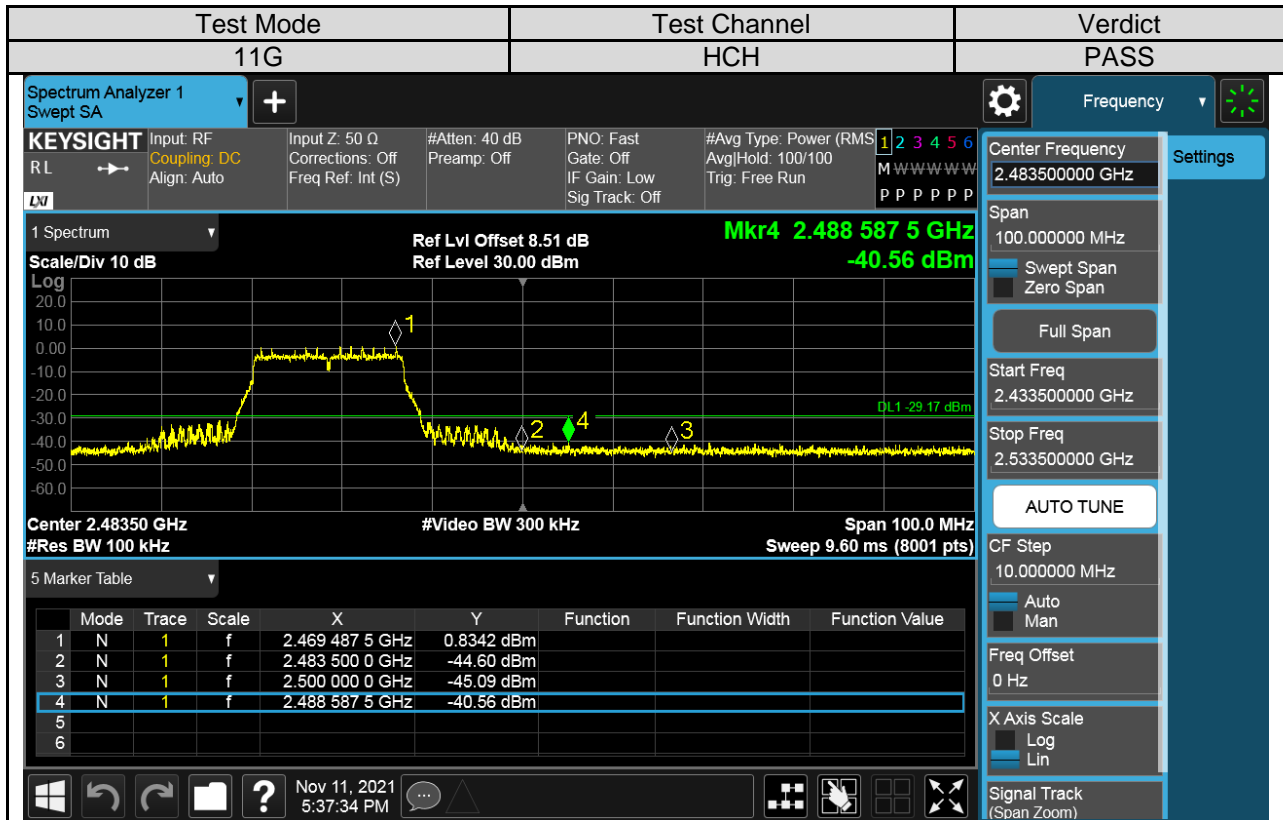 Test Mode Test Channel Verdict
11G HCH PASS
Spectrum Analyzer 1
Swept SA
+
Frequency
KEYSIGHT
R L
LXI
Input: RF
Coupling: DC
Align: Auto
Input Z: 50 Ω
Corrections: Off
Freq Ref: Int (S)
#Atten: 40 dB
Preamp: Off
PNO: Fast
Gate: Off
IF Gain: Low
Sig Track: Off
#Avg Type: Power (RMS
Avg|Hold: 100/100
Trig: Free Run
1 2 3 4 5 6
M W W W W W
P P P P P P
1 Spectrum
Scale/Div 10 dB
Ref Lvl Offset 8.51 dB
Ref Level 30.00 dBm
Mkr4 2.488 587 5 GHz
-40.56 dBm
Log
20.0
10.0
0.00
-10.0
-20.0
-30.0
-40.0
-50.0
-60.0
1
2
4
3
DL1 -29.17 dBm
Center 2.48350 GHz
#Res BW 100 kHz
#Video BW 300 kHz
Span 100.0 MHz
Sweep 9.60 ms (8001 pts)
5 Marker Table
Mode Trace Scale X Y Function Function Width Function Value
1 N 1 f 2.469 487 5 GHz 0.8342 dBm
2 N 1 f 2.483 500 0 GHz -44.60 dBm
3 N 1 f 2.500 000 0 GHz -45.09 dBm
4 N 1 f 2.488 587 5 GHz -40.56 dBm
5
6
?
Nov 11, 2021
5:37:34 PM
Center Frequency
2.483500000 GHz
Settings
Span
100.000000 MHz
Swept Span
Zero Span
Full Span
Start Freq
2.433500000 GHz
Stop Freq
2.533500000 GHz
AUTO TUNE
CF Step
10.000000 MHz
Auto
Man
Freq Offset
0 Hz
X Axis Scale
Log
Lin
Signal Track
(Span Zoom)